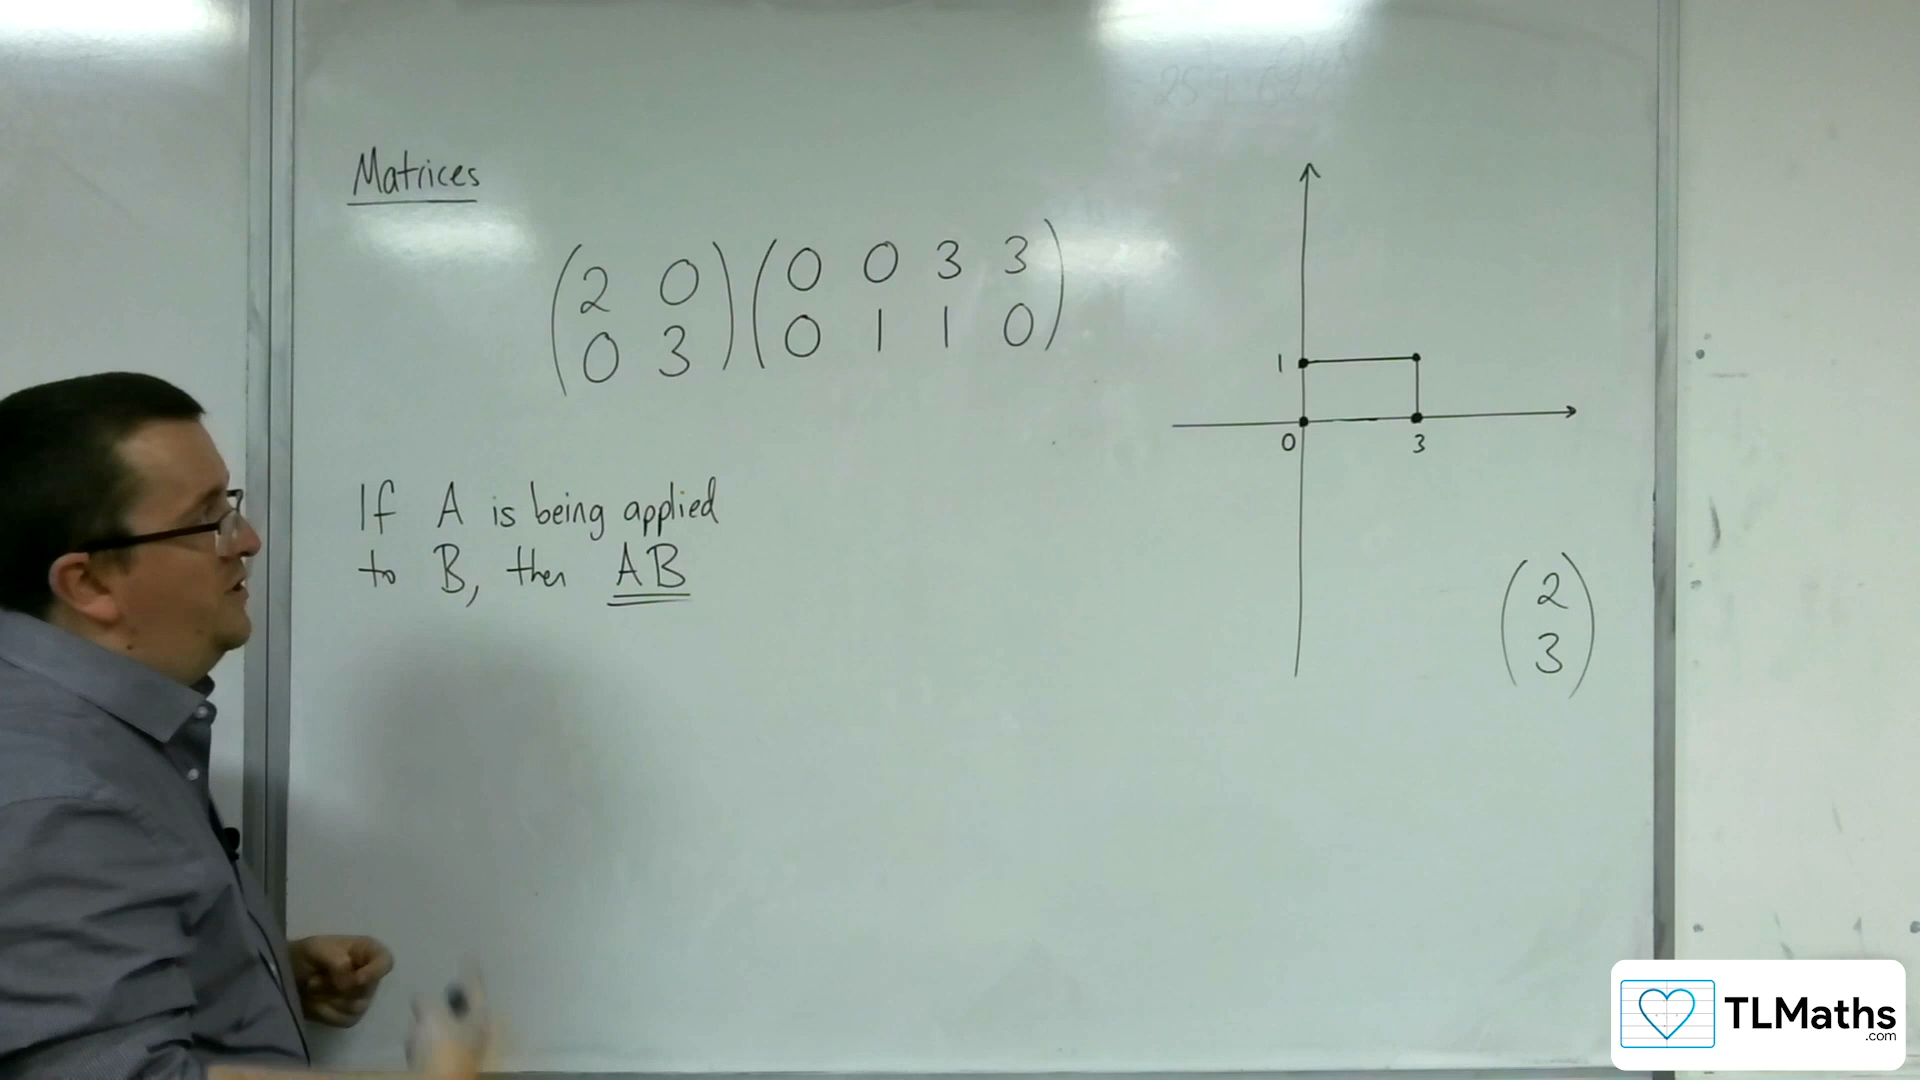 Matrices
2 0 0 0 3 3
0 3 0 1 1 0
If A is being applied
to B, then AB
1
0 3
2
3
TLMaths
.com